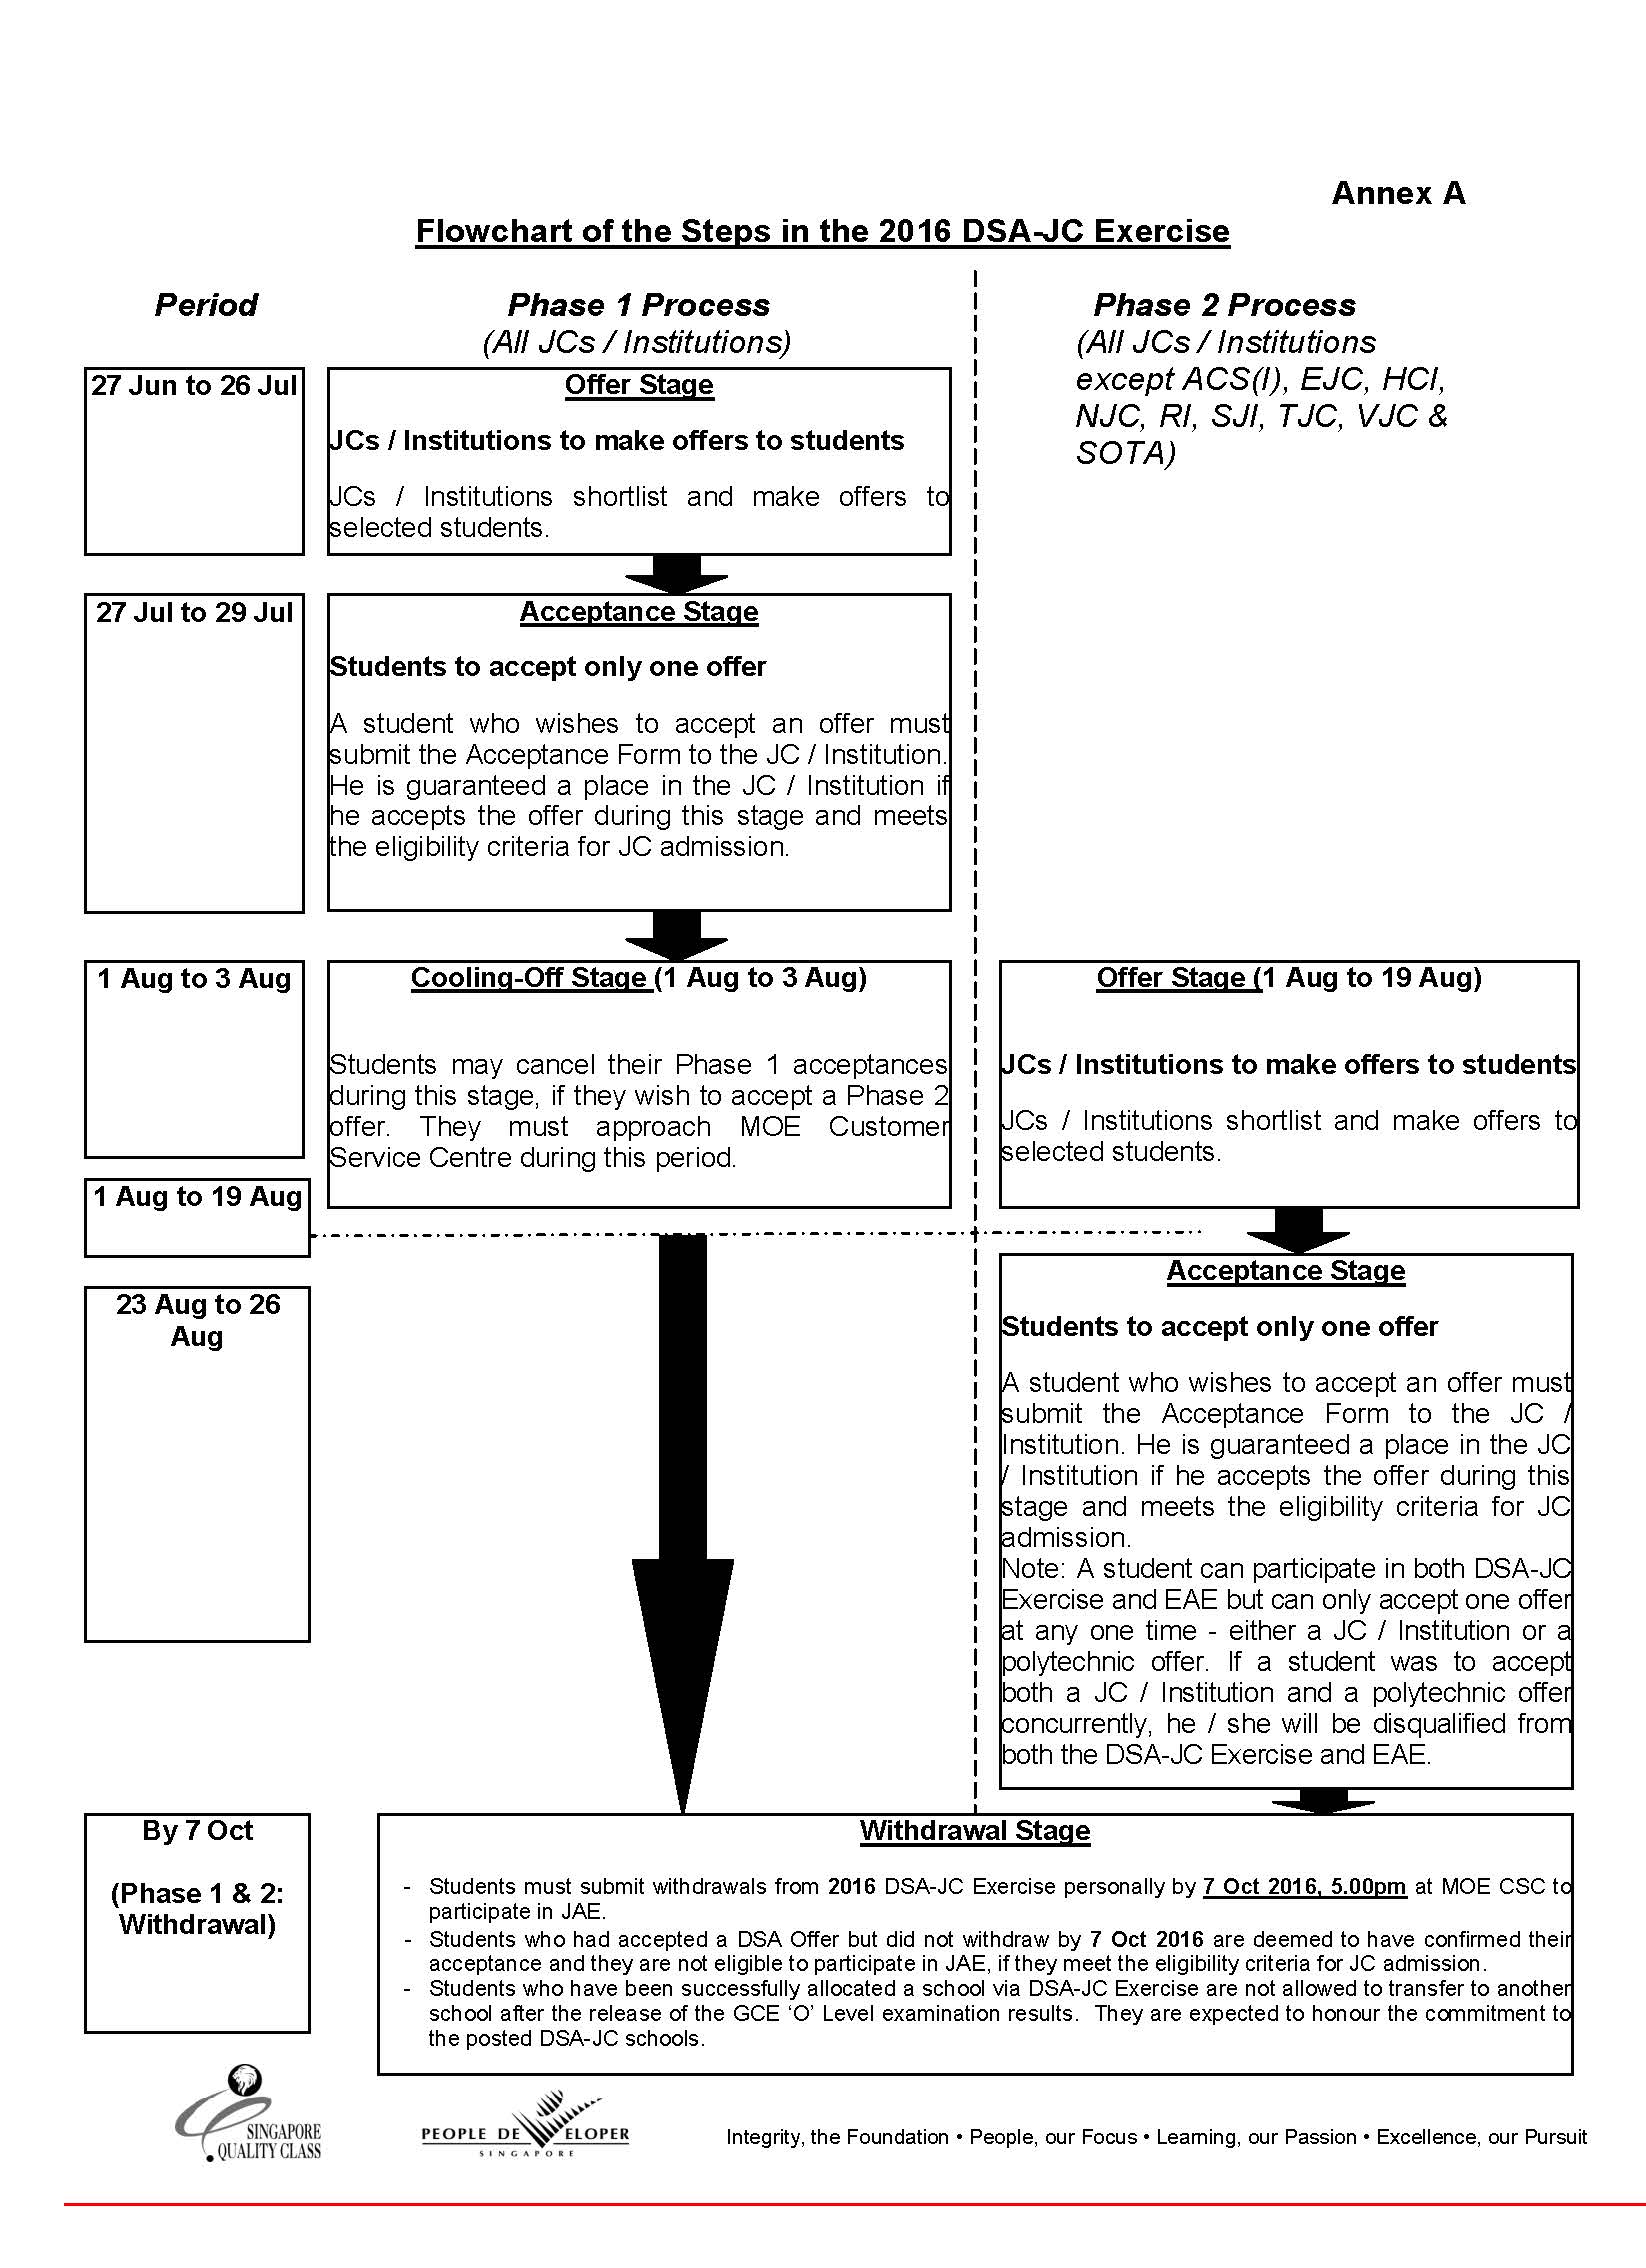 Annex A
Flowchart of the Steps in the 2016 DSA-JC Exercise
Period
Phase 1 Process
(All JCs / Institutions)
Phase 2 Process
(All JCs / Institutions
except ACS(I), EJC, HCI,
NJC, RI, SJI, TJC, VJC &
SOTA)
27 Jun to 26 Jul
Offer Stage
JCs / Institutions to make offers to students
JCs / Institutions shortlist and make offers to
selected students.
27 Jul to 29 Jul
Acceptance Stage
Students to accept only one offer
A student who wishes to accept an offer must
submit the Acceptance Form to the JC / Institution.
He is guaranteed a place in the JC / Institution if
he accepts the offer during this stage and meets
the eligibility criteria for JC admission.
1 Aug to 3 Aug
Cooling-Off Stage (1 Aug to 3 Aug)
Students may cancel their Phase 1 acceptances
during this stage, if they wish to accept a Phase 2
offer. They must approach MOE Customer
Service Centre during this period.
Offer Stage (1 Aug to 19 Aug)
JCs / Institutions to make offers to students
JCs / Institutions shortlist and make offers to
selected students.
1 Aug to 19 Aug
23 Aug to 26
Aug
Acceptance Stage
Students to accept only one offer
A student who wishes to accept an offer must
submit the Acceptance Form to the JC /
Institution. He is guaranteed a place in the JC
/ Institution if he accepts the offer during this
stage and meets the eligibility criteria for JC
admission.
Note: A student can participate in both DSA-JC
Exercise and EAE but can only accept one offer
at any one time - either a JC / Institution or a
polytechnic offer. If a student was to accept
both a JC / Institution and a polytechnic offer
concurrently, he / she will be disqualified from
both the DSA-JC Exercise and EAE.
By 7 Oct
(Phase 1 & 2:
Withdrawal)
Withdrawal Stage
- Students must submit withdrawals from 2016 DSA-JC Exercise personally by 7 Oct 2016, 5.00pm at MOE CSC to
participate in JAE.
- Students who had accepted a DSA Offer but did not withdraw by 7 Oct 2016 are deemed to have confirmed their
acceptance and they are not eligible to participate in JAE, if they meet the eligibility criteria for JC admission.
- Students who have been successfully allocated a school via DSA-JC Exercise are not allowed to transfer to another
school after the release of the GCE ‘O’ Level examination results. They are expected to honour the commitment to
the posted DSA-JC schools.
SINGAPORE
QUALITY CLASS
PEOPLE DEVELOPER
SINGAPORE
Integrity, the Foundation • People, our Focus • Learning, our Passion • Excellence, our Pursuit